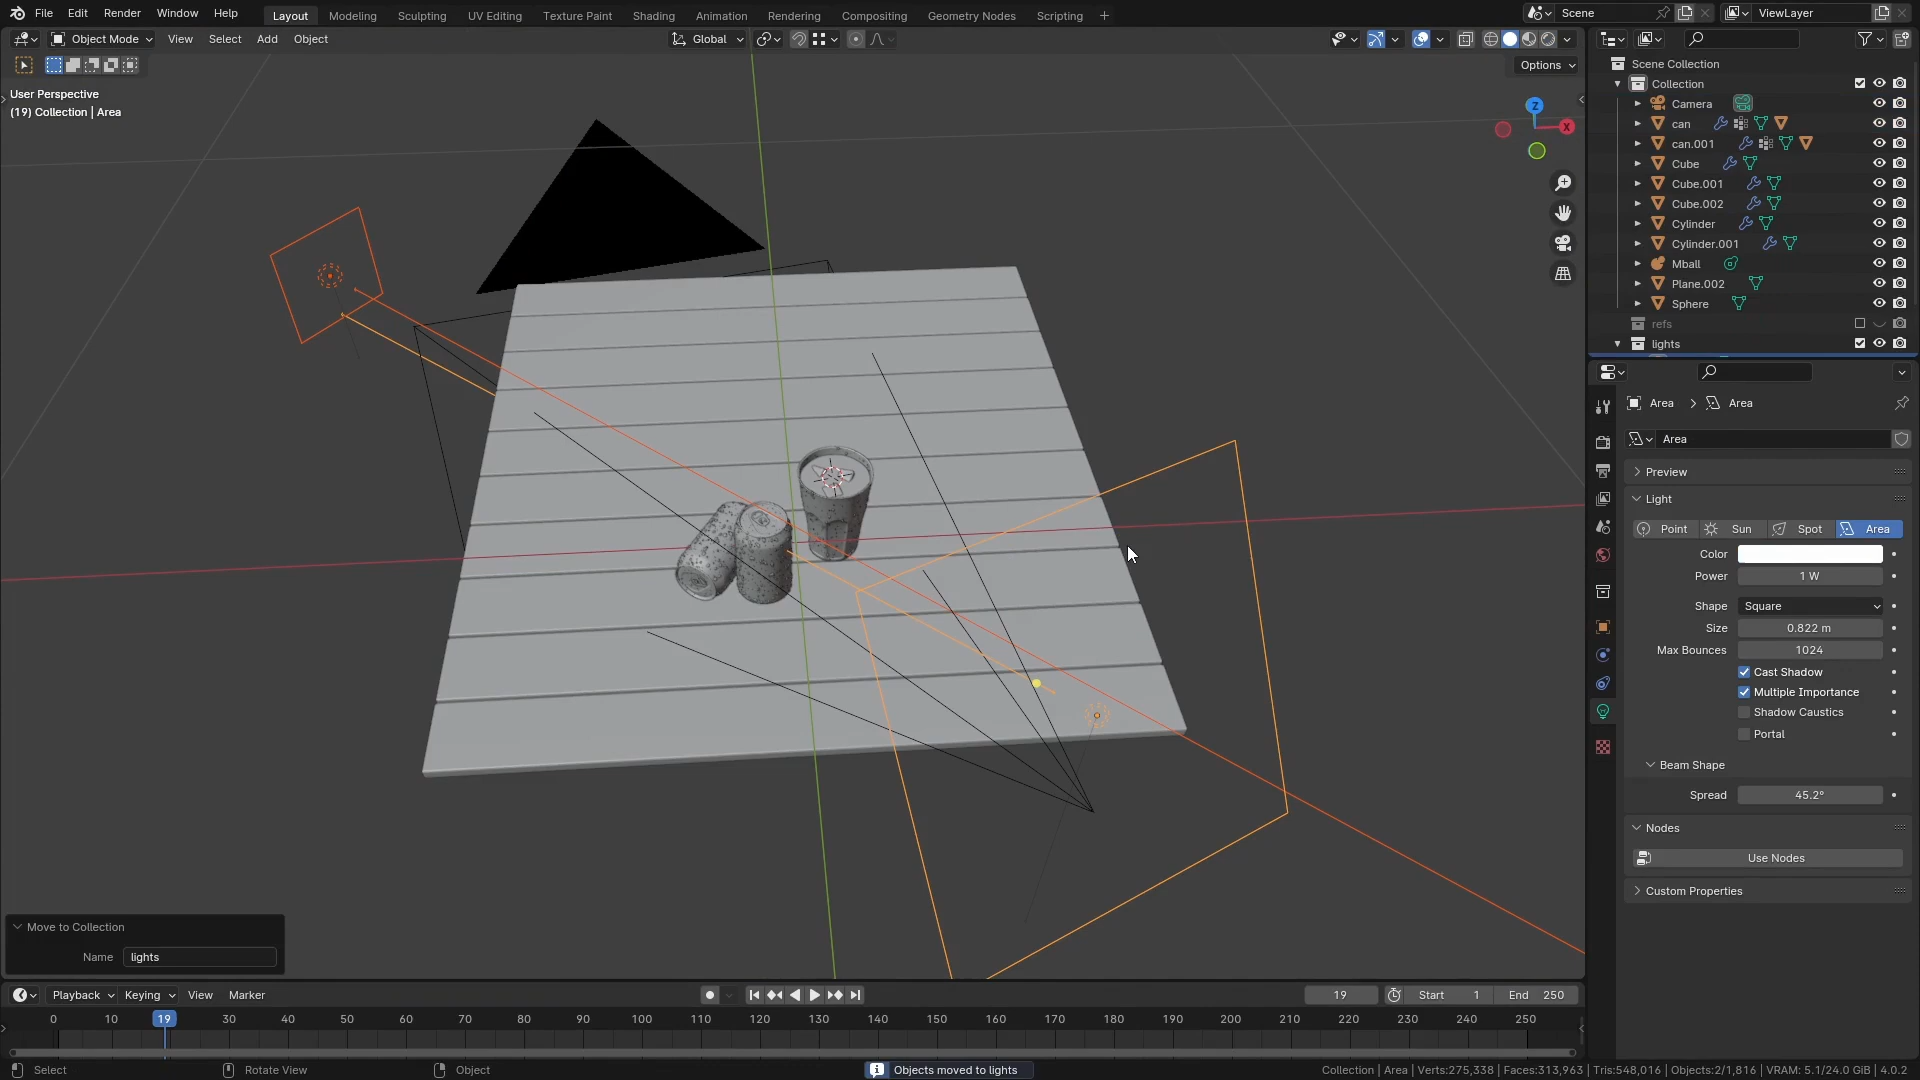 File Edit Render Window Help
Layout Modeling Sculpting UV Editing Texture Paint Shading Animation Rendering Compositing Geometry Nodes Scripting +
Scene
ViewLayer
Object Mode View Select Add Object
Global
Options
User Perspective
(19) Collection | Area
Z
X
Scene Collection
Collection
Camera
can
can.001
Cube
Cube.001
Cube.002
Cylinder
Cylinder.001
Mball
Plane.002
Sphere
refs
lights
Area > Area
Area
Preview
Light
Point Sun Spot Area
Color
Power 1 W
Shape Square
Size 0.822 m
Max Bounces 1024
Cast Shadow
Multiple Importance
Shadow Caustics
Portal
Beam Shape
Spread 45.2°
Nodes
Use Nodes
Custom Properties
Move to Collection
Name lights
Playback Keying View Marker
19
Start 1
End 250
0 10 19 30 40 50 60 70 80 90 100 110 120 130 140 150 160 170 180 190 200 210 220 230 240 250
Select
Rotate View
Object
Objects moved to lights
Collection | Area | Verts:275,338 | Faces:313,963 | Tris:548,016 | Objects:2/1,816 | VRAM: 5.1/24.0 GiB | 4.0.2